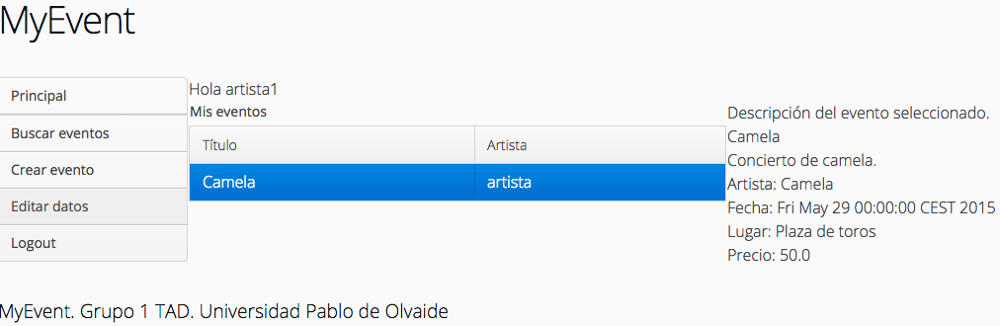 MyEvent
Principal
Buscar eventos
Crear evento
Editar datos
Logout
Hola artista1
Mis eventos
Título Artista
Camela artista
Descripción del evento seleccionado.
Camela
Concierto de camela.
Artista: Camela
Fecha: Fri May 29 00:00:00 CEST 2015
Lugar: Plaza de toros
Precio: 50.0
MyEvent. Grupo 1 TAD. Universidad Pablo de Olvaide